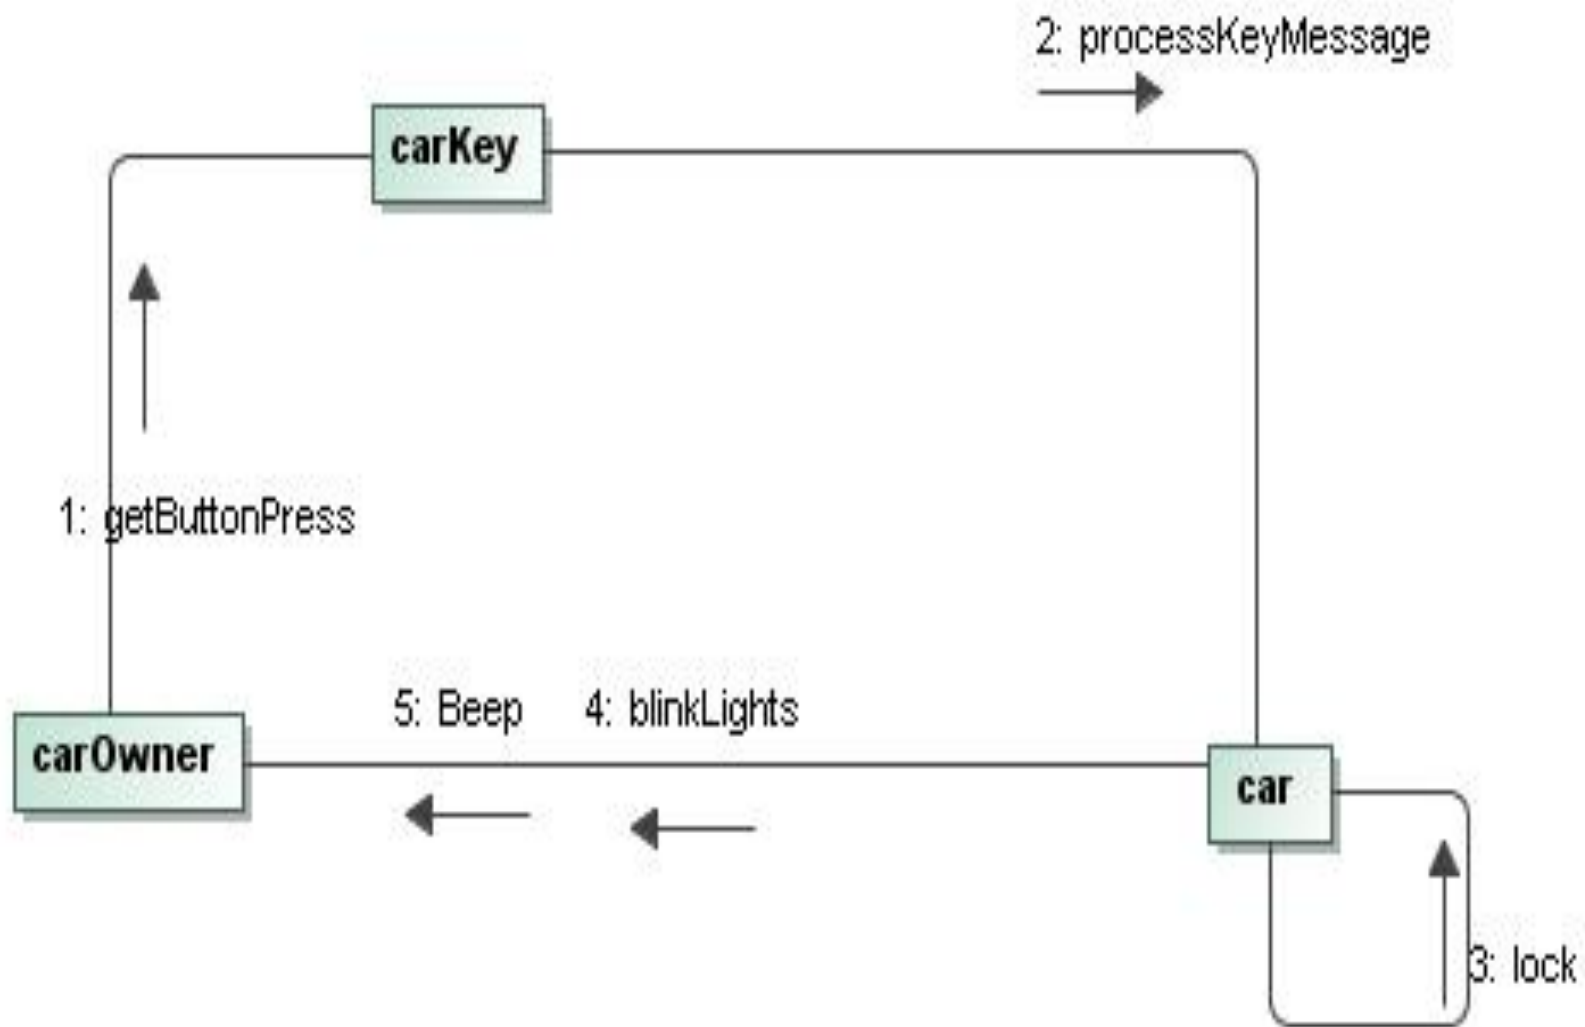 2: processKeyMessage
carKey
1: getButtonPress
5: Beep
4: blinkLights
carOwner
car
3: lock